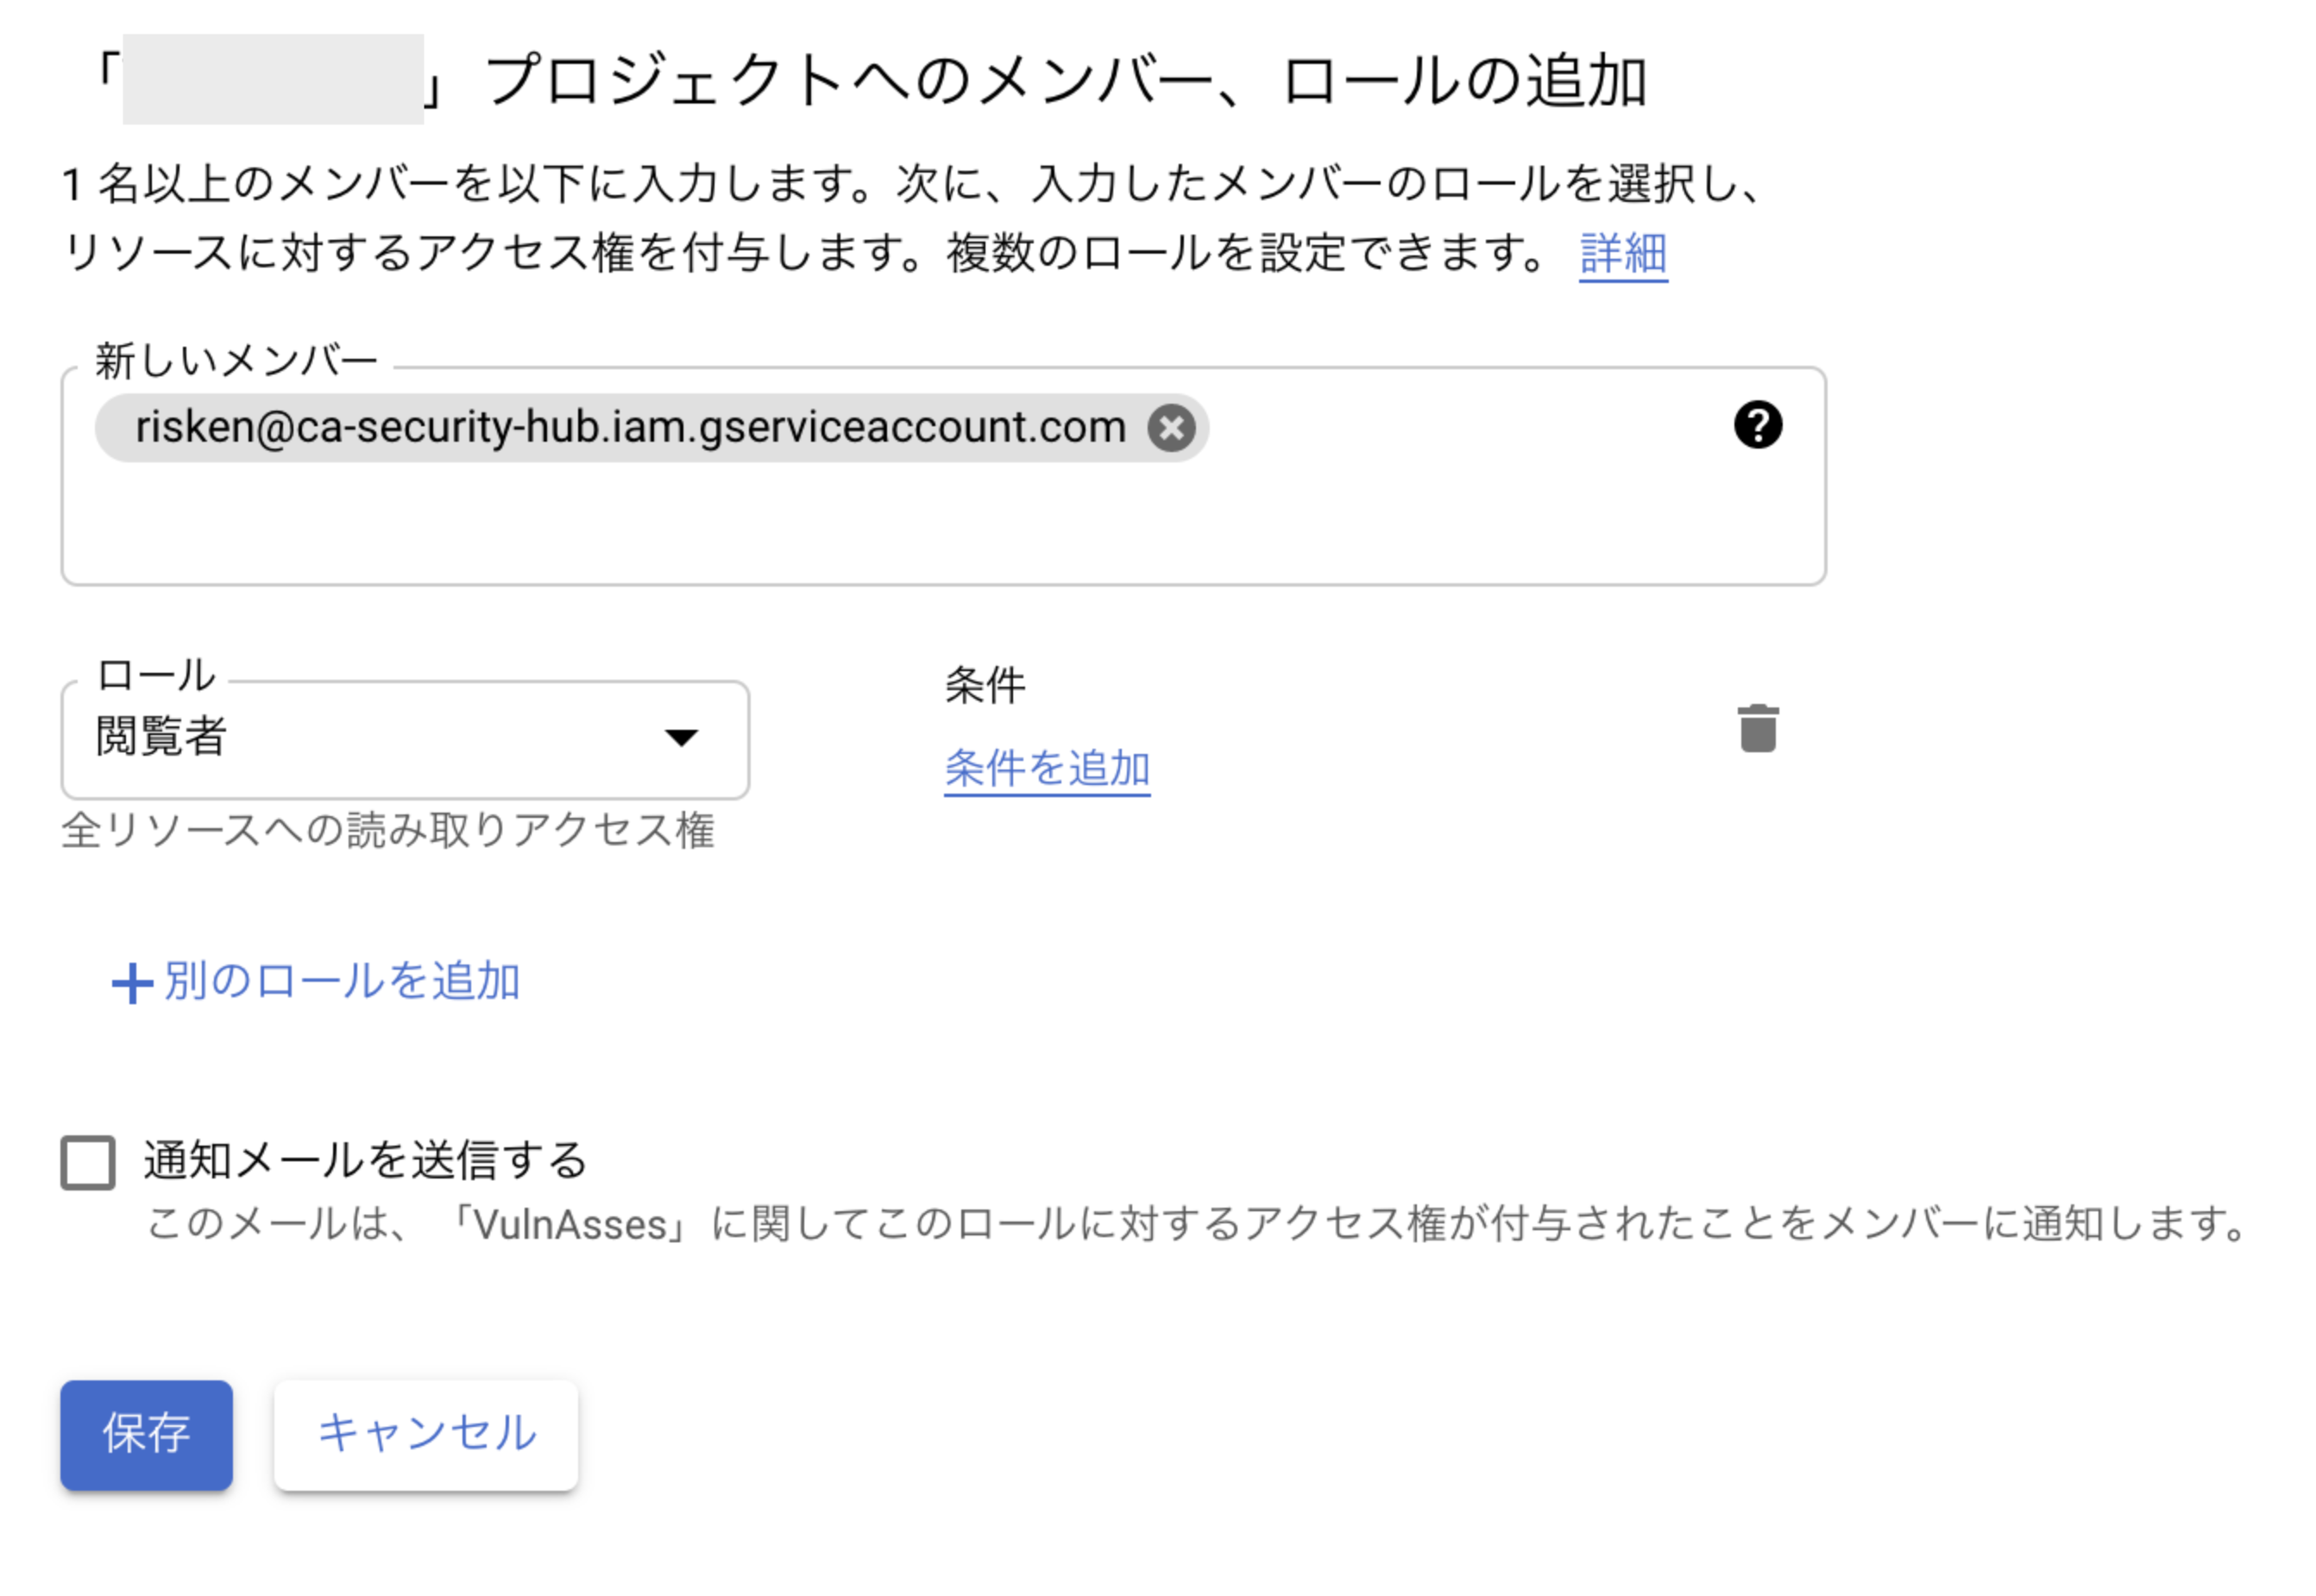 「 」プロジェクトへのメンバー、ロールの追加
1 名以上のメンバーを以下に入力します。次に、入力したメンバーのロールを選択し、
リソースに対するアクセス権を付与します。複数のロールを設定できます。 詳細
新しいメンバー
risken@ca-security-hub.iam.gserviceaccount.com
ロール
閲覧者
全リソースへの読み取りアクセス権
条件
条件を追加
+ 別のロールを追加
通知メールを送信する
このメールは、「VulnAsses」に関してこのロールに対するアクセス権が付与されたことをメンバーに通知します。
保存
キャンセル